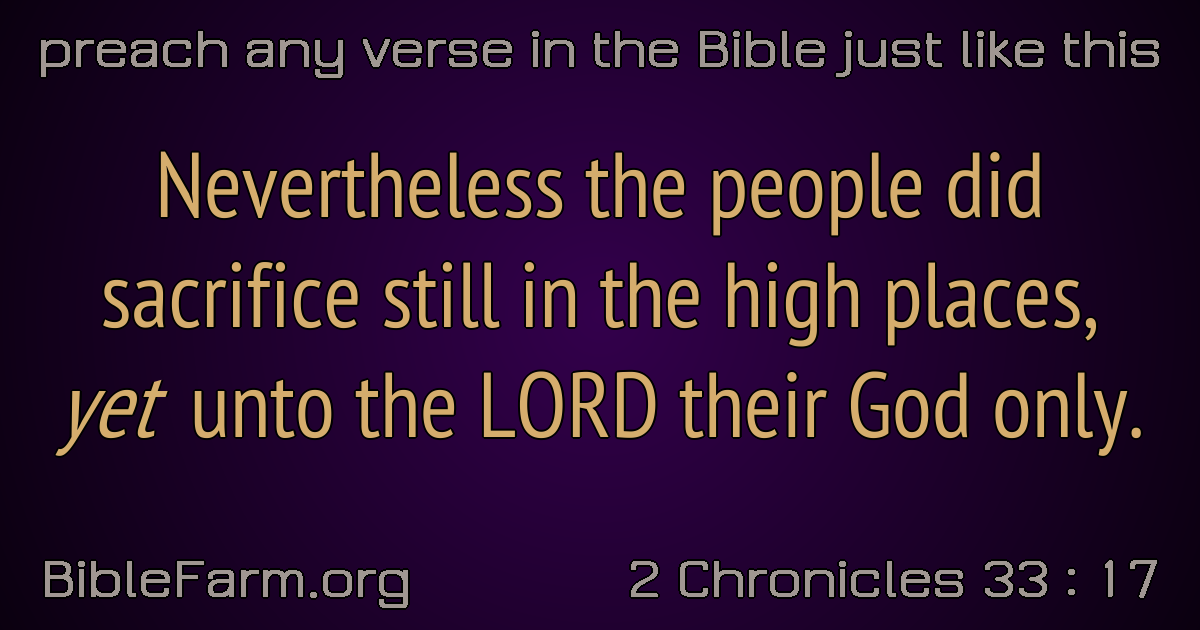 preach any verse in the Bible just like this
Nevertheless the people did
sacrifice still in the high places,
yet unto the LORD their God only.
BibleFarm.org
2 Chronicles 33 : 17